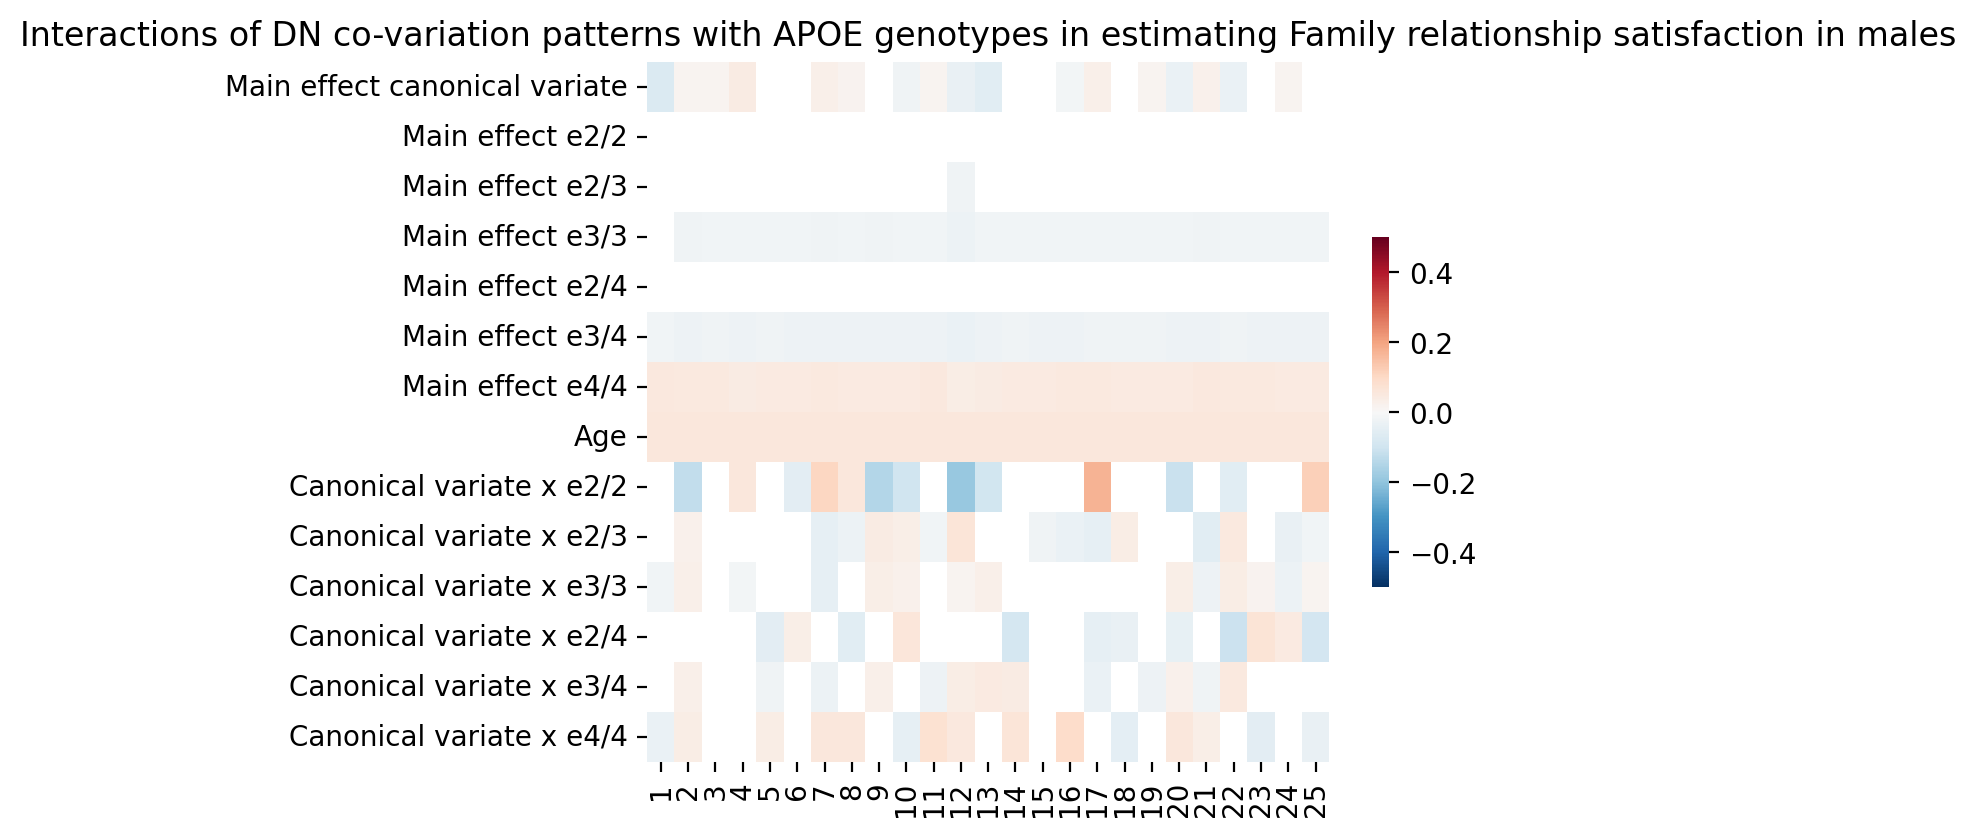 Interactions of DN co-variation patterns with APOE genotypes in estimating Family relationship satisfaction in males
Main effect canonical variate
Main effect e2/2
Main effect e2/3
Main effect e3/3
Main effect e2/4
Main effect e3/4
Main effect e4/4
Age
Canonical variate x e2/2
Canonical variate x e2/3
Canonical variate x e3/3
Canonical variate x e2/4
Canonical variate x e3/4
Canonical variate x e4/4
1 2 3 4 5 6 7 8 9 10 11 12 13 14 15 16 17 18 19 20 21 22 23 24 25
0.4
0.2
0.0
−0.2
−0.4